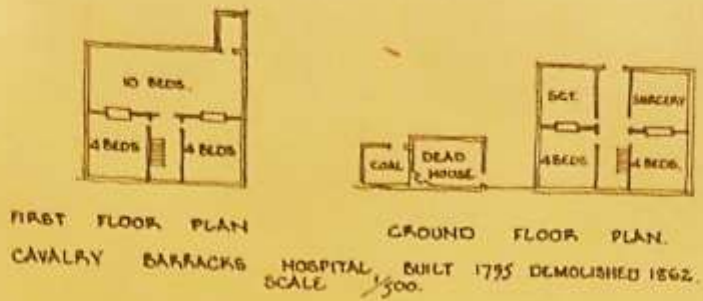 10 BEDS.
4 BEDS 4 BEDS
SGT. SURGERY
COAL DEAD HOUSE.
4 BEDS 4 BEDS.
FIRST FLOOR PLAN
GROUND FLOOR PLAN.
CAVALRY BARRACKS HOSPITAL, BUILT 1795 DEMOLISHED 1862.
SCALE 1/500.